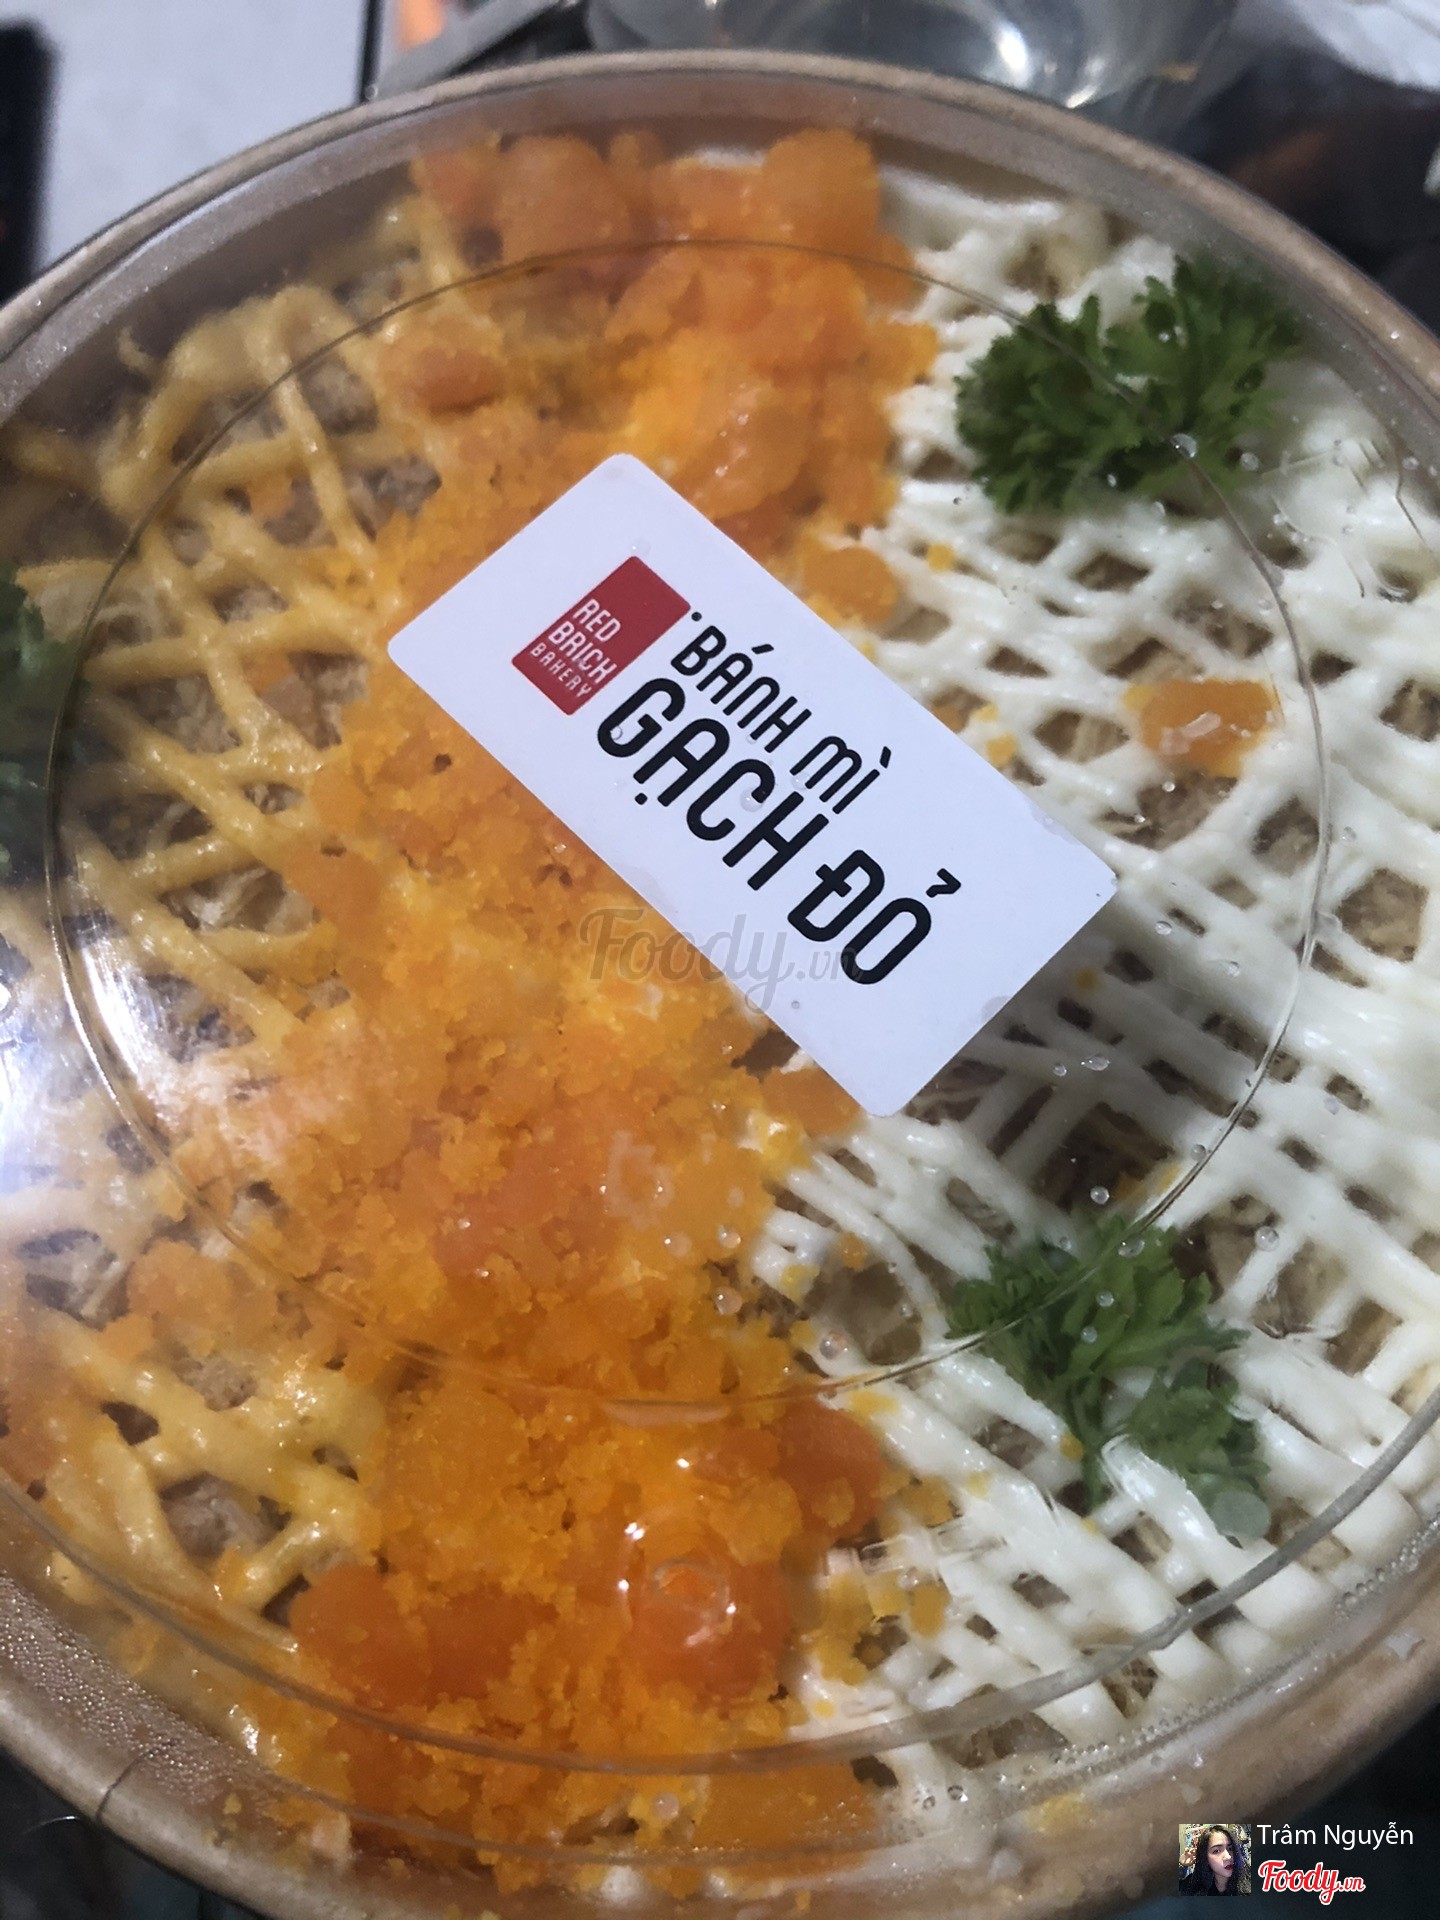 RED
BRICK
BAKERY
BÁNH MÌ
GẠCH ĐỎ
Foody.vn
Trâm Nguyễn
Foody.vn